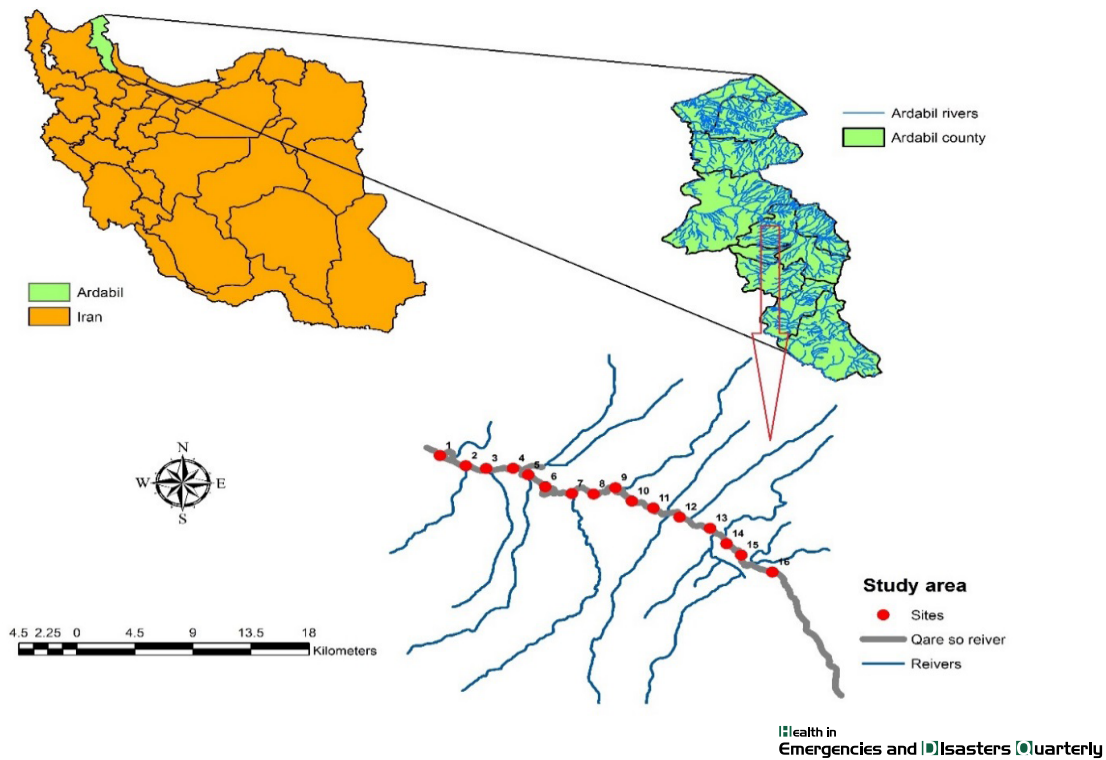 Ardabil rivers
Ardabil county
Ardabil
Iran
N
W E
S
1
2
3
4
5
6
7
8
9
10
11
12
13
14
15
16
4.5 2.25 0 4.5 9 13.5 18
Kilometers
Study area
Sites
Qare so reiver
Reivers
Health in
Emergencies and DIsasters Quarterly